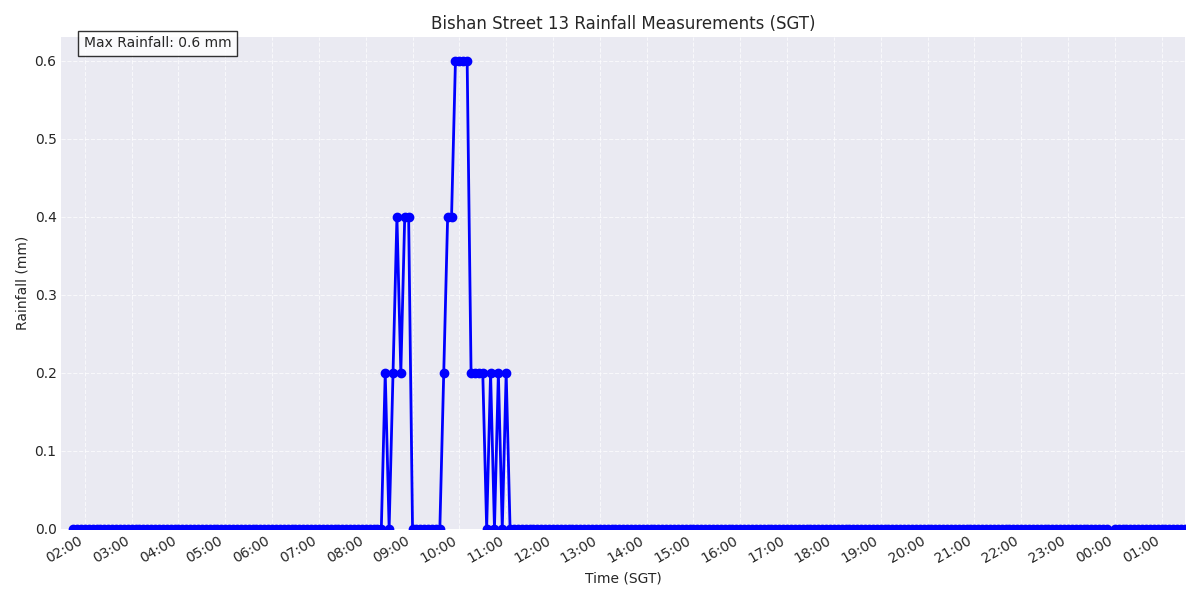 Bishan Street 13 Rainfall Measurements (SGT)
Max Rainfall: 0.6 mm
0.6
0.5
0.4
0.3
0.2
0.1
0.0
Rainfall (mm)
02:00 03:00 04:00 05:00 06:00 07:00 08:00 09:00 10:00 11:00 12:00 13:00 14:00 15:00 16:00 17:00 18:00 19:00 20:00 21:00 22:00 23:00 00:00 01:00
Time (SGT)